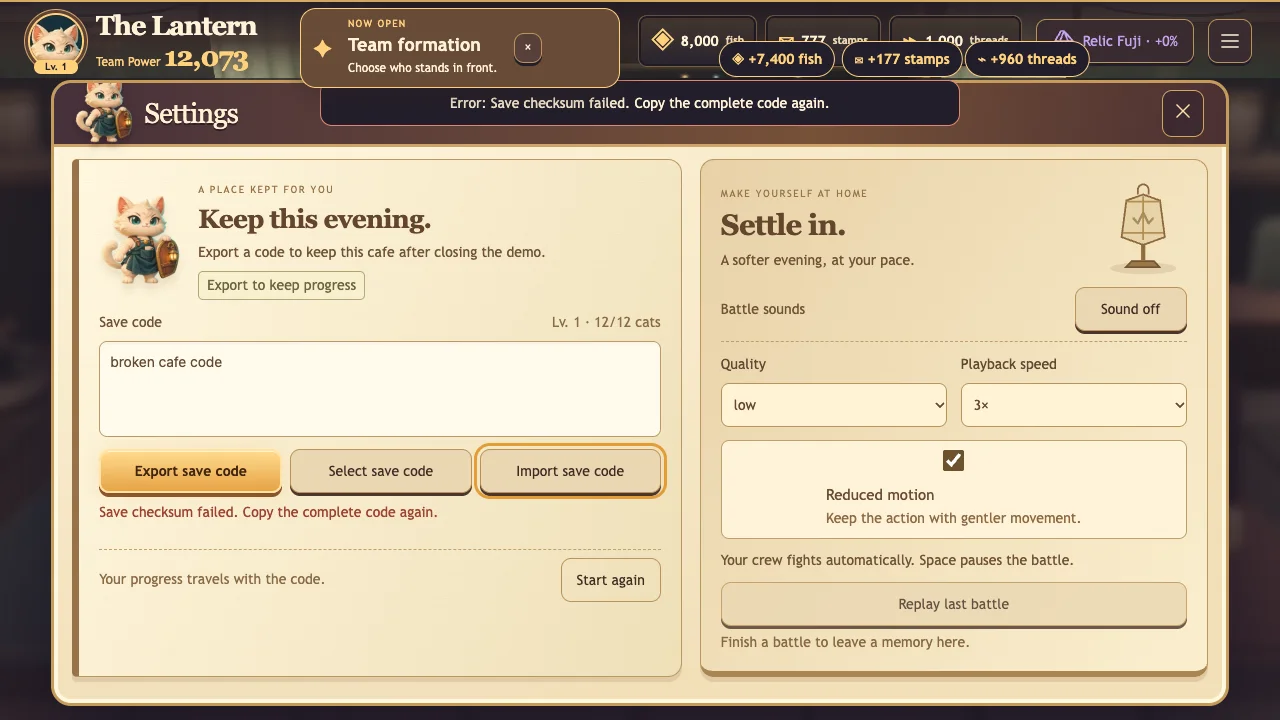 The Lantern
Team Power 12,073
Lv. 1
NOW OPEN
Team formation
Choose who stands in front.
×
8,000 fish
777 stamps
1,000 threads
Relic Fuji · +0%
+7,400 fish
+177 stamps
+960 threads
Settings
Error: Save checksum failed. Copy the complete code again.
A PLACE KEPT FOR YOU
Keep this evening.
Export a code to keep this cafe after closing the demo.
Export to keep progress
Save code
Lv. 1 · 12/12 cats
broken cafe code
Export save code
Select save code
Import save code
Save checksum failed. Copy the complete code again.
Your progress travels with the code.
Start again
MAKE YOURSELF AT HOME
Settle in.
A softer evening, at your pace.
Battle sounds
Sound off
Quality
Playback speed
low
3×
Reduced motion
Keep the action with gentler movement.
Your crew fights automatically. Space pauses the battle.
Replay last battle
Finish a battle to leave a memory here.